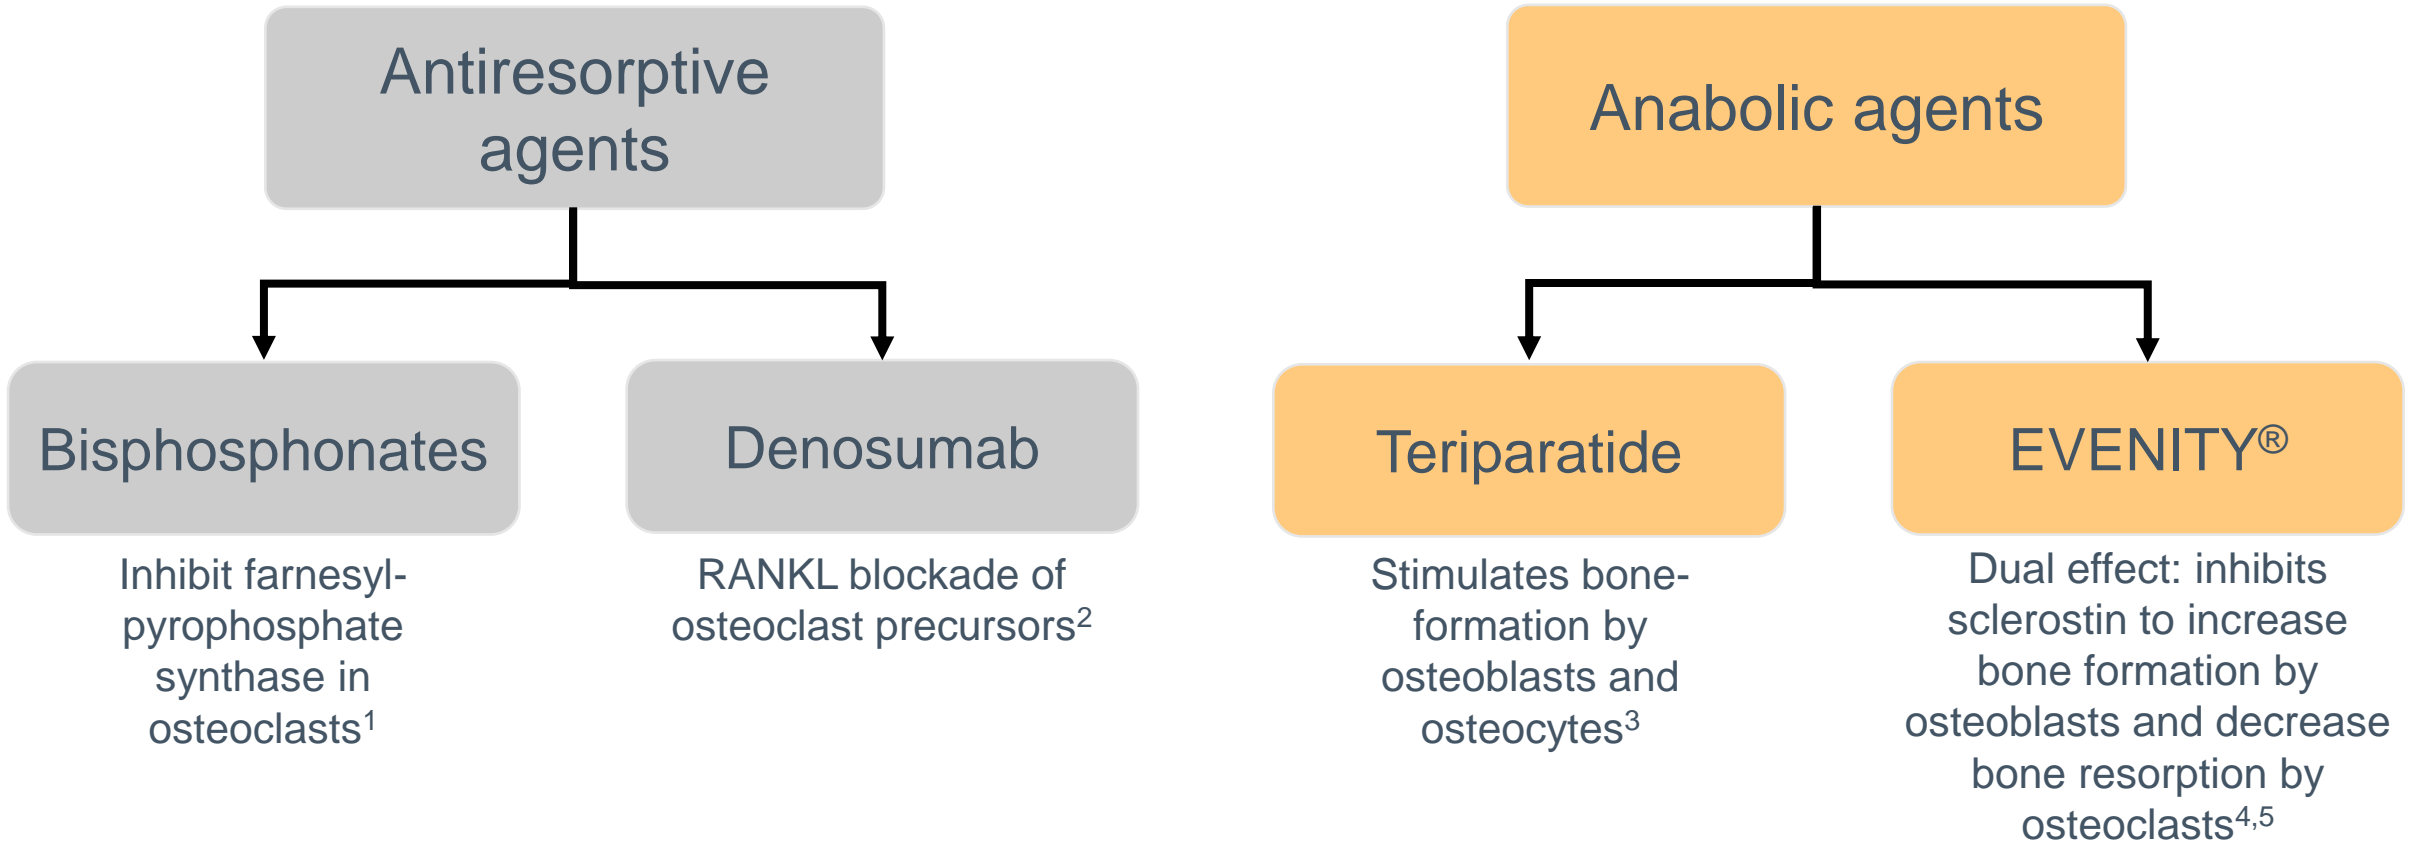 Antiresorptive
agents
Anabolic agents
Bisphosphonates
Denosumab
Teriparatide
EVENITY®
Inhibit farnesyl-
pyrophosphate
synthase in
osteoclasts1
RANKL blockade of
osteoclast precursors2
Stimulates bone-
formation by
osteoblasts and
osteocytes3
Dual effect: inhibits
sclerostin to increase
bone formation by
osteoblasts and decrease
bone resorption by
osteoclasts4,5